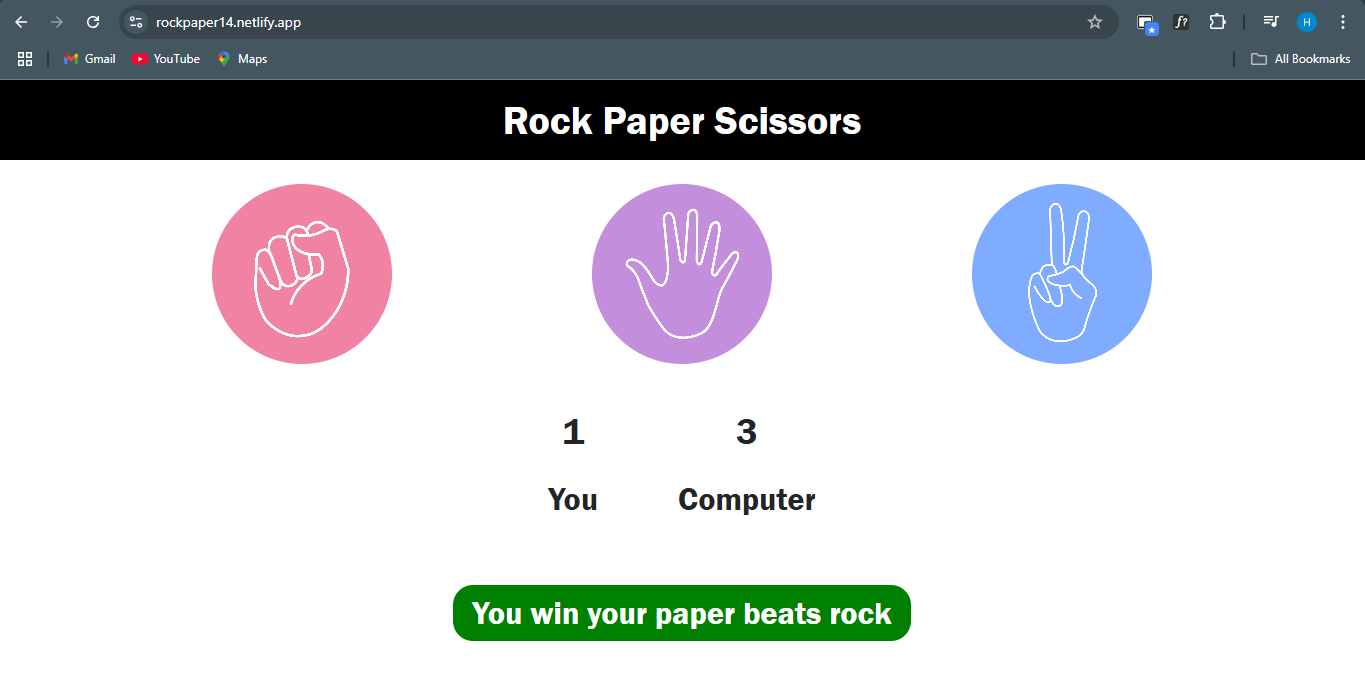 rockpaper14.netlify.app
f?
H
Gmail
YouTube
Maps
All Bookmarks
Rock Paper Scissors
1 3
You Computer
You win your paper beats rock